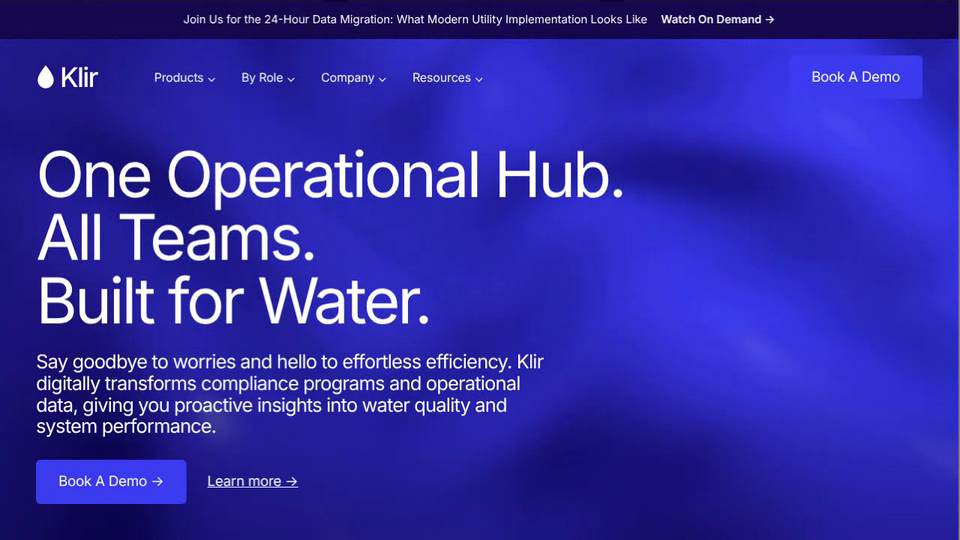 Join Us for the 24-Hour Data Migration: What Modern Utility Implementation Looks Like Watch On Demand →
Klir Products By Role Company Resources Book A Demo
One Operational Hub.
All Teams.
Built for Water.
Say goodbye to worries and hello to effortless efficiency. Klir
digitally transforms compliance programs and operational
data, giving you proactive insights into water quality and
system performance.
Book A Demo → Learn more →